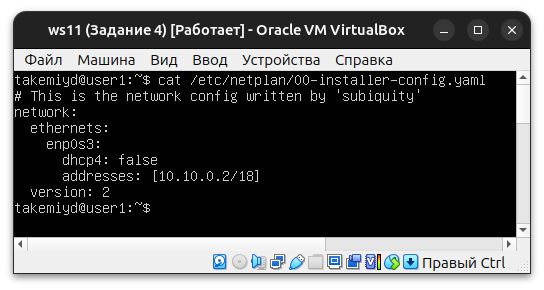 ws11 (Задание 4) [Работает] - Oracle VM VirtualBox
Файл Машина Вид Ввод Устройства Справка
takemiyd@user1:~$ cat /etc/netplan/00-installer-config.yaml
# This is the network config written by 'subiquity'
network:
  ethernets:
    enp0s3:
      dhcp4: false
      addresses: [10.10.0.2/18]
  version: 2
takemiyd@user1:~$
Правый Ctrl